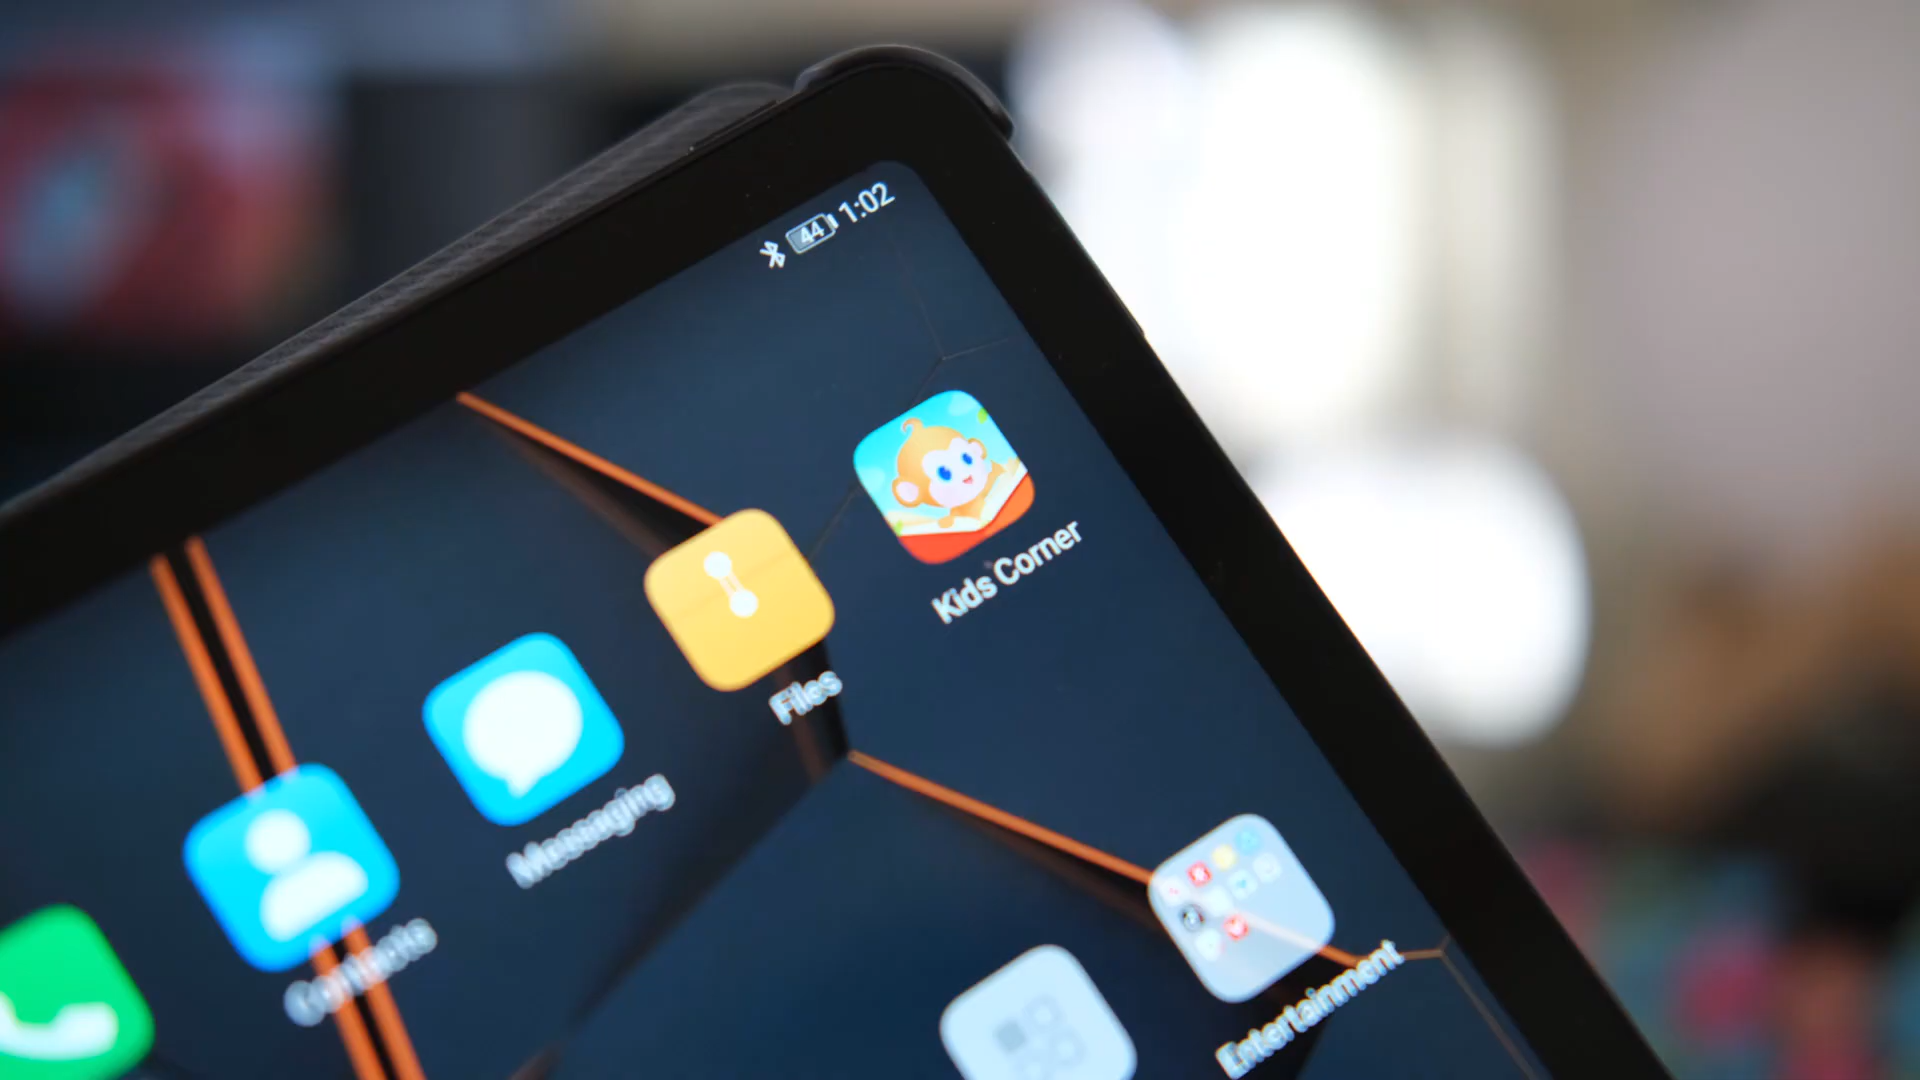 44 1:02
Kids Corner
Files
Messaging
Contacts
Entertainment